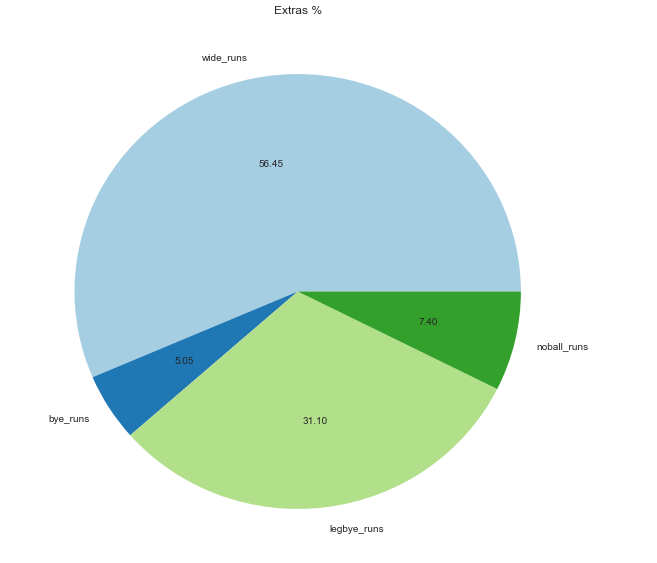 Extras %
wide_runs
56.45
7.40
noball_runs
5.05
bye_runs
31.10
legbye_runs